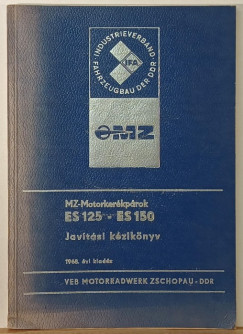 INDUSTRIEVERBAND
FAHRZEUGBAU DER DDR
IFA
MZ
MZ-Motorkerékpárok
ES 125 ES 150
Javítási kézikönyv
1968. évi kiadás
VEB MOTORRADWERK ZSCHOPAU - DDR